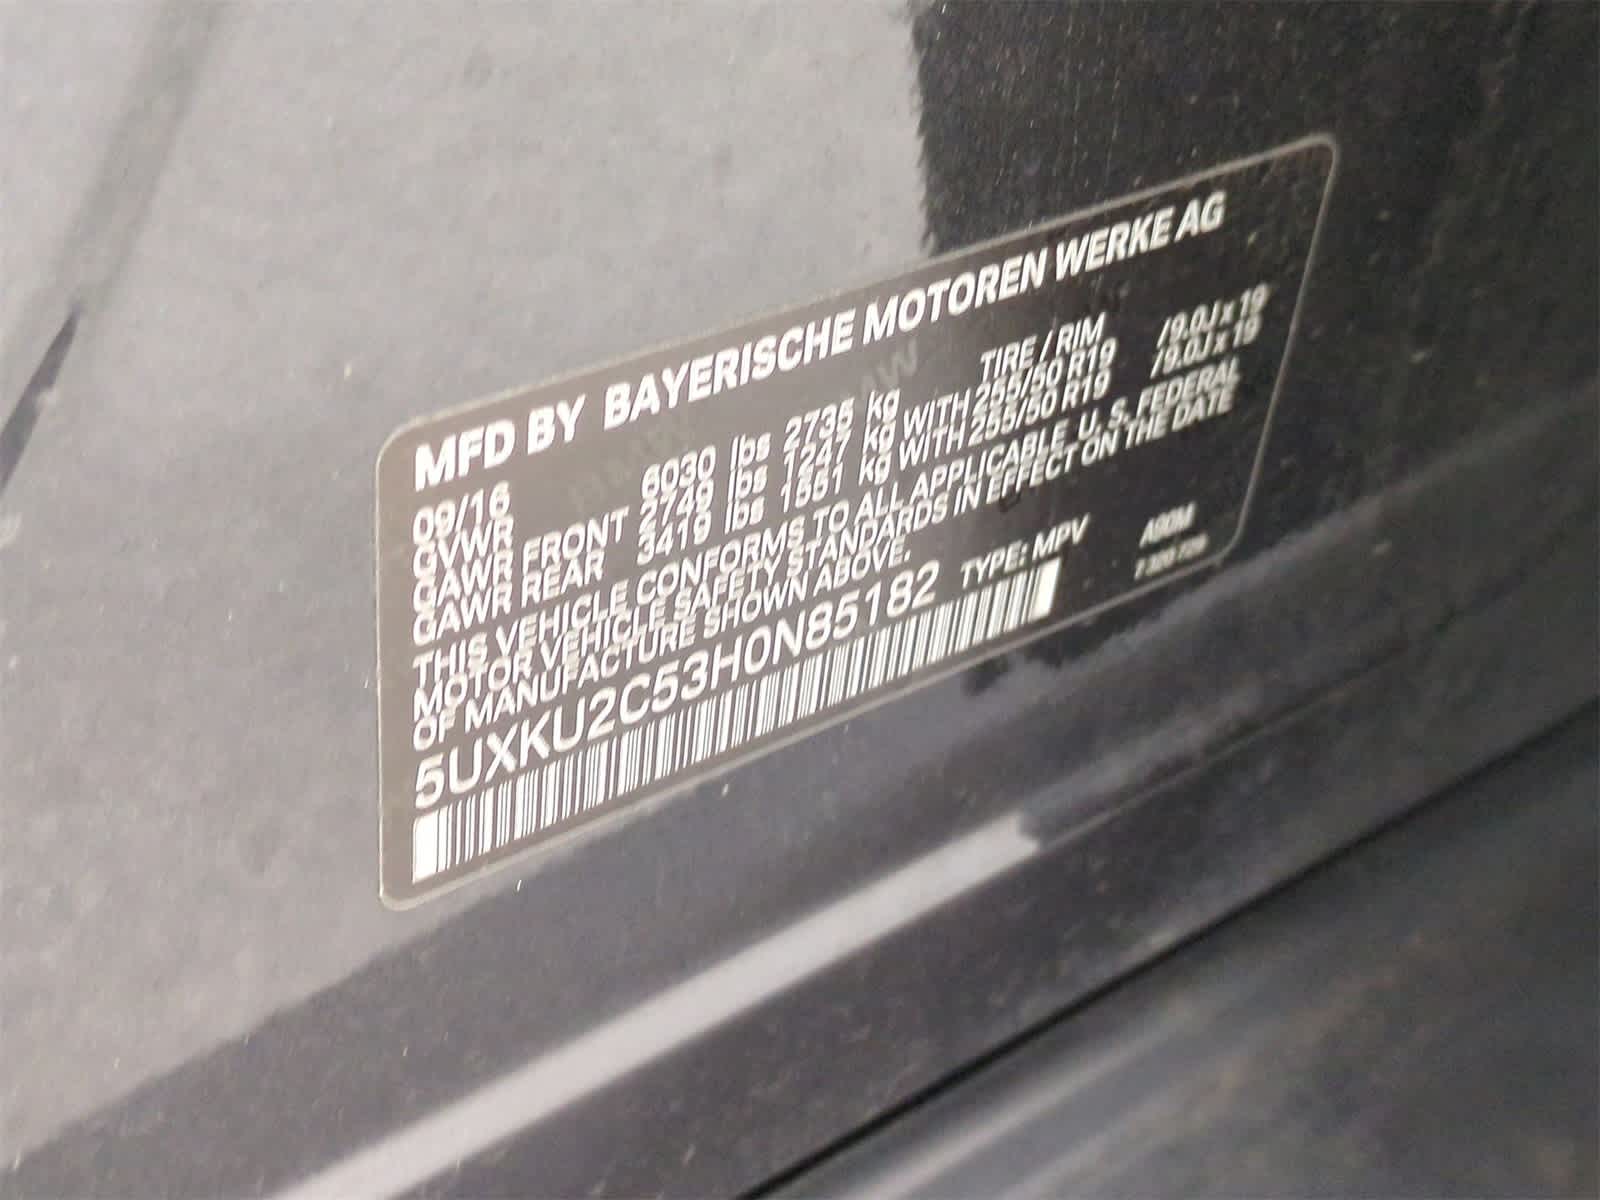 MFD BY BAYERISCHE MOTOREN WERKE AG
09/16
GVWR 6030 lbs 2735 kg TIRE / RIM
GAWR FRONT 2749 lbs 1247 kg WITH 255/50 R19 /9.0J x 19
GAWR REAR 3419 lbs 1551 kg WITH 255/50 R19 /9.0J x 19
THIS VEHICLE CONFORMS TO ALL APPLICABLE U. S. FEDERAL
MOTOR VEHICLE SAFETY STANDARDS IN EFFECT ON THE DATE
OF MANUFACTURE SHOWN ABOVE.
5UXKU2C53H0N85182 TYPE: MPV